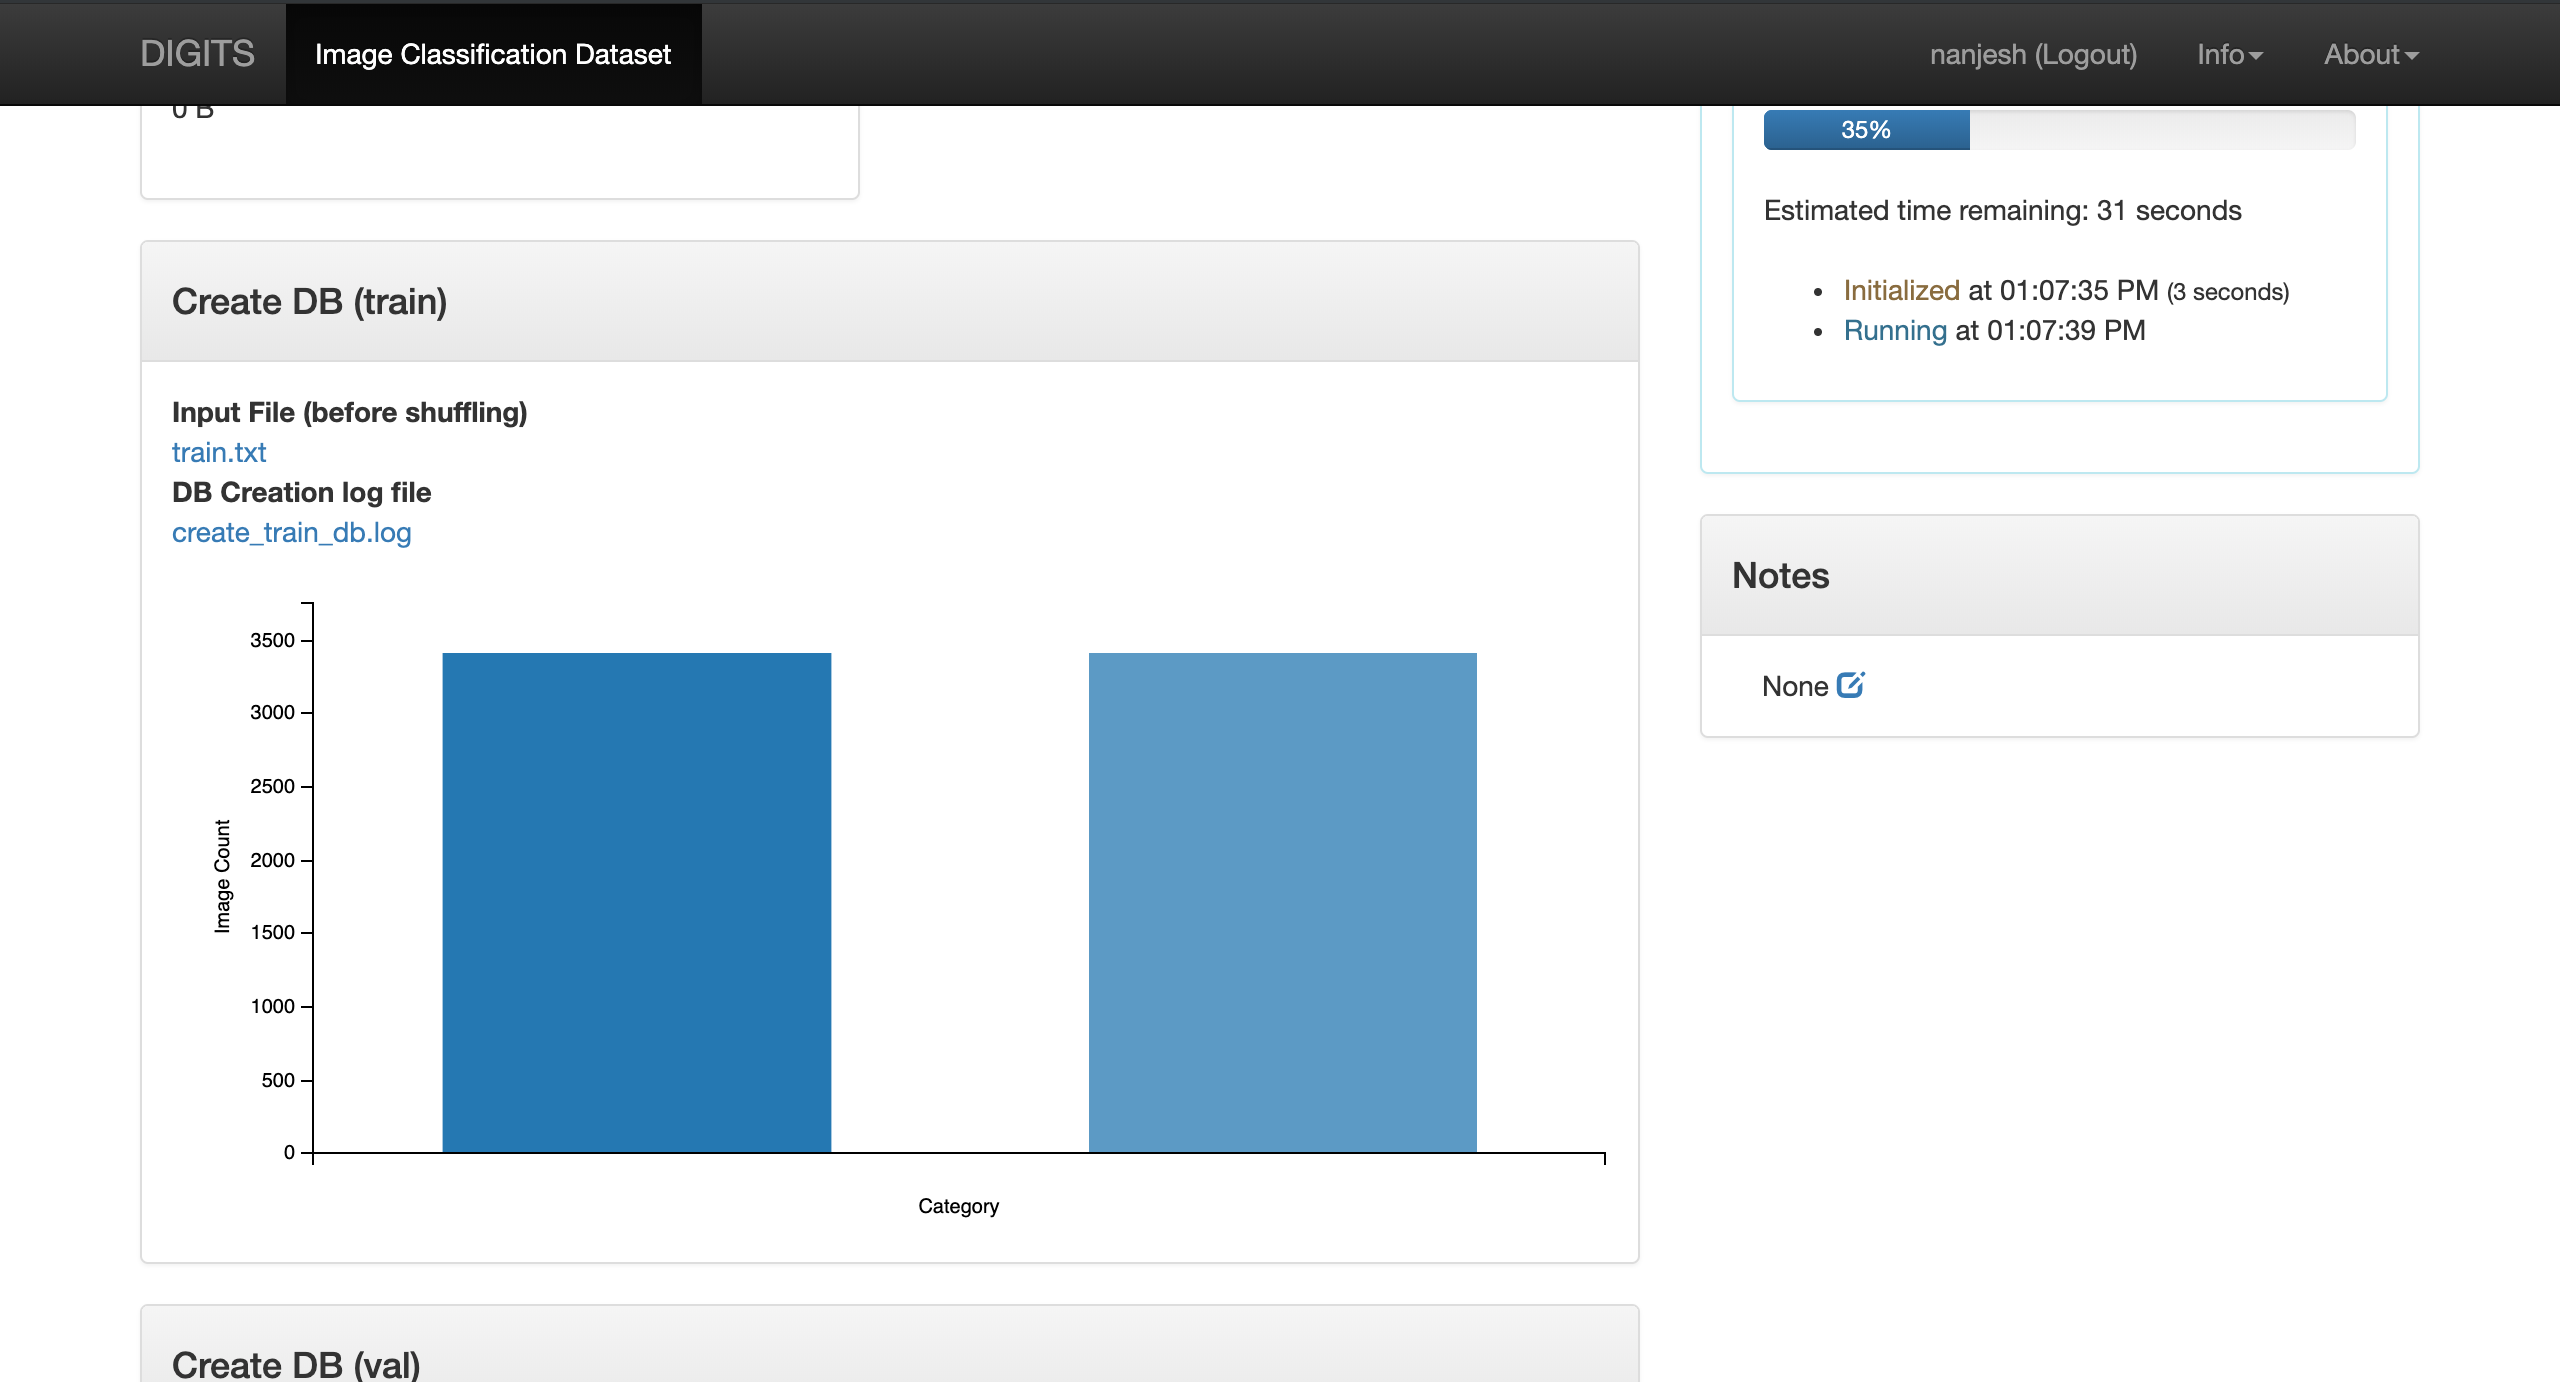 DIGITS
Image Classification Dataset
nanjesh (Logout)
Info
About
0 B
35%
Estimated time remaining: 31 seconds
Initialized at 01:07:35 PM (3 seconds)
Running at 01:07:39 PM
Create DB (train)
Input File (before shuffling)
train.txt
DB Creation log file
create_train_db.log
3500
3000
2500
2000
1500
1000
500
0
Image Count
Category
Notes
None
Create DB (val)